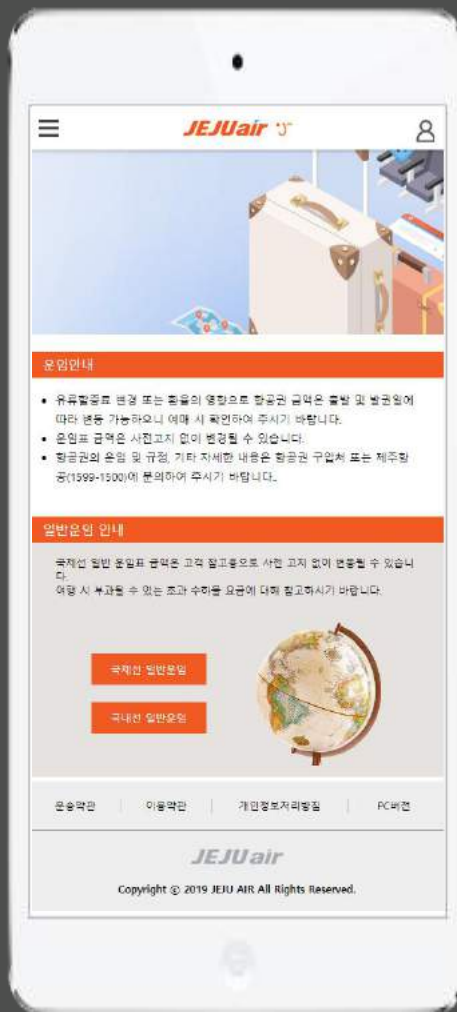 JEJUair
운임안내
유류할증료 변경 또는 환율의 영향으로 항공권 금액은 출발 및 발권일에
따라 변동 가능하오니 예매 시 확인하여 주시기 바랍니다.
운임표 금액은 사전고지 없이 변경될 수 있습니다.
항공권의 운임 및 규정, 기타 자세한 내용은 항공권 구입처 또는 제주항
공(1599-1500)에 문의하여 주시기 바랍니다.
일반운임 안내
국제선 일반 운임표 금액은 고객 참고용으로 사전 고지 없이 변동될 수 있습니
다.
여행 시 부과될 수 있는 초과 수하물 요금에 대해 참고하시기 바랍니다.
국제선 일반운임
국내선 일반운임
운송약관 이용약관 개인정보처리방침 PC버전
JEJUair
Copyright ⓒ 2019 JEJU AIR All Rights Reserved.